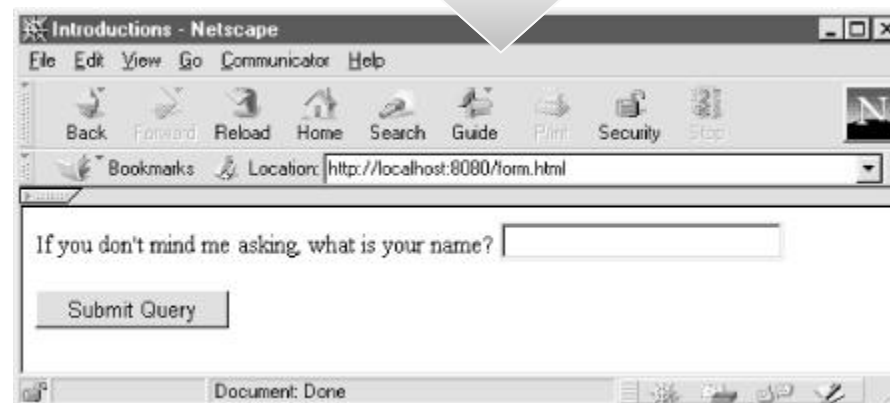 Introductions - Netscape
File Edit View Go Communicator Help
Back Forward Reload Home Search Guide Print Security Stop
N
Bookmarks Location: http://localhost:8080/form.html
If you don't mind me asking, what is your name?
Submit Query
Document: Done